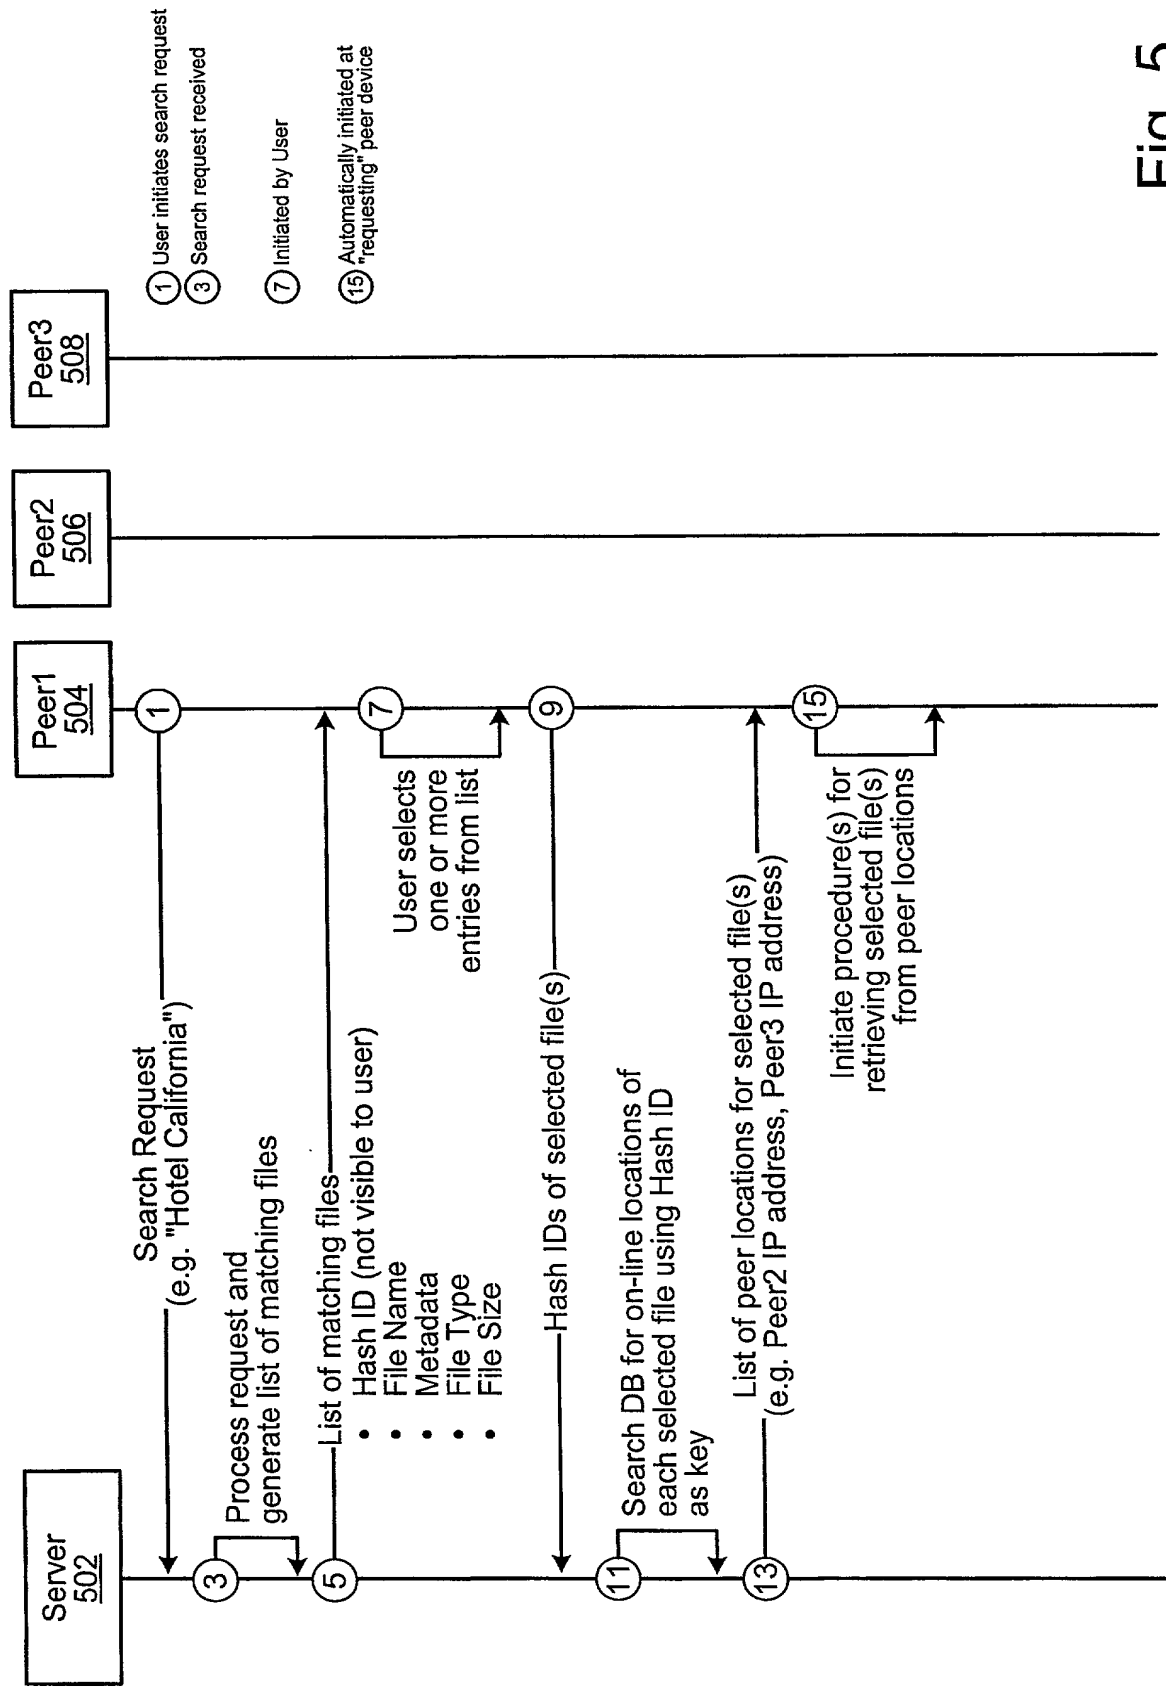 Server
502
Peer1
504
Peer2
506
Peer3
508
1
Search Request
(e.g. "Hotel California")
3
Process request and
generate list of matching files
5
List of matching files
• Hash ID (not visible to user)
• File Name
• Metadata
• File Type
• File Size
7
User selects
one or more
entries from list
9
Hash IDs of selected file(s)
11
Search DB for on-line locations of
each selected file using Hash ID
as key
13
List of peer locations for selected file(s)
(e.g. Peer2 IP address, Peer3 IP address)
15
Initiate procedure(s) for
retrieving selected file(s)
from peer locations
1 User initiates search request
3 Search request received
7 Initiated by User
15 Automatically initiated at
"requesting" peer device
Fig. 5